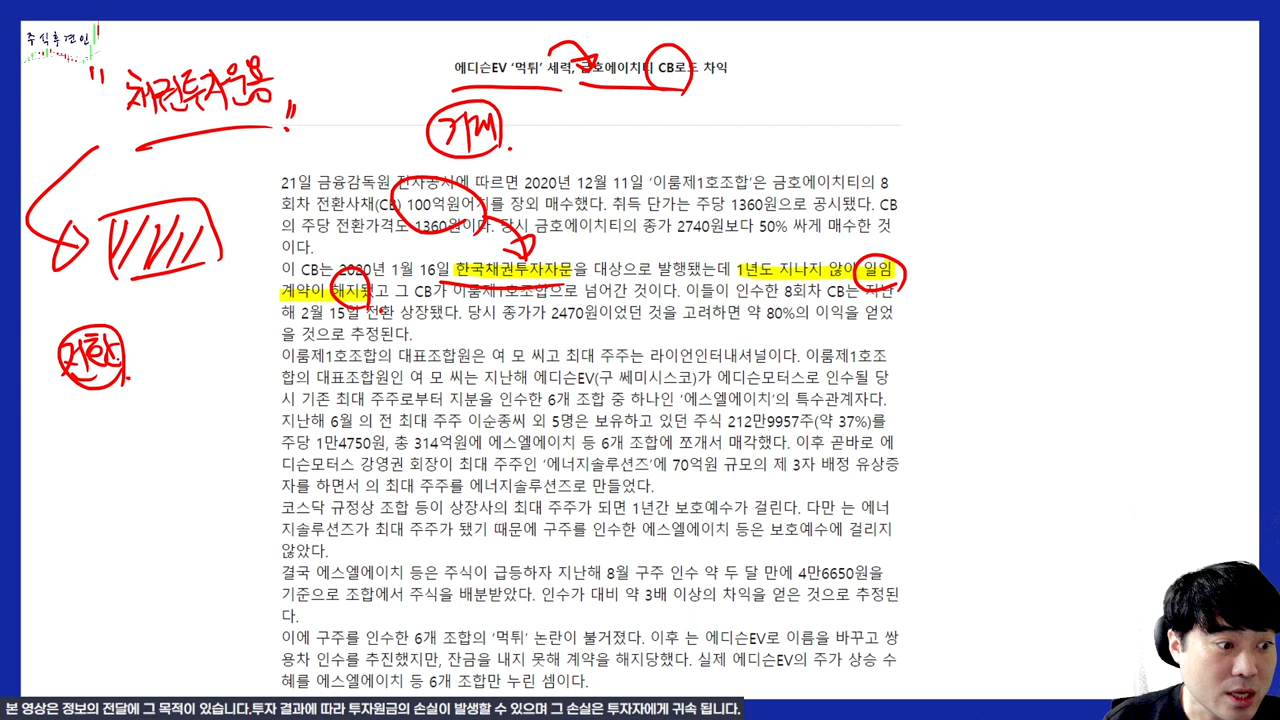 주식후견인
" 채권투자운용 "
에디슨EV '먹튀' 세력, 금호에이치티 CB로도 차익
거래.
21일 금융감독원 전자공시에 따르면 2020년 12월 11일 '이룸제1호조합'은 금호에이치티의 8
회차 전환사채(CB) 100억원어치를 장외 매수했다. 취득 단가는 주당 1360원으로 공시됐다. CB
의 주당 전환가격도 1360원이다. 당시 금호에이치티의 종가 2740원보다 50% 싸게 매수한 것
이다.
이 CB는 2020년 1월 16일 한국채권투자자문을 대상으로 발행됐는데 1년도 지나지 않아 일임
계약이 해지됐고 그 CB가 이룸제1호조합으로 넘어간 것이다. 이들이 인수한 8회차 CB는 지난
해 2월 15일 전환 상장됐다. 당시 종가가 2470원이었던 것을 고려하면 약 80%의 이익을 얻었
을 것으로 추정된다.
이룸제1호조합의 대표조합원은 여 모 씨고 최대 주주는 라이언인터내셔널이다. 이룸제1호조
합의 대표조합원인 여 모 씨는 지난해 에디슨EV(구 쎄미시스코)가 에디슨모터스로 인수될 당
시 기존 최대 주주로부터 지분을 인수한 6개 조합 중 하나인 '에스엘에이치'의 특수관계자다.
지난해 6월 의 전 최대 주주 이순종씨 외 5명은 보유하고 있던 주식 212만9957주(약 37%)를
주당 1만4750원, 총 314억원에 에스엘에이치 등 6개 조합에 쪼개서 매각했다. 이후 곧바로 에
디슨모터스 강영권 회장이 최대 주주인 '에너지솔루션즈'에 70억원 규모의 제 3자 배정 유상증
자를 하면서 의 최대 주주를 에너지솔루션즈로 만들었다.
코스닥 규정상 조합 등이 상장사의 최대 주주가 되면 1년간 보호예수가 걸린다. 다만 는 에너
지솔루션즈가 최대 주주가 됐기 때문에 구주를 인수한 에스엘에이치 등은 보호예수에 걸리지
않았다.
결국 에스엘에이치 등은 주식이 급등하자 지난해 8월 구주 인수 약 두 달 만에 4만6650원을
기준으로 조합에서 주식을 배분받았다. 인수가 대비 약 3배 이상의 차익을 얻은 것으로 추정된
다.
이에 구주를 인수한 6개 조합의 '먹튀' 논란이 불거졌다. 이후 는 에디슨EV로 이름을 바꾸고 쌍
용차 인수를 추진했지만, 잔금을 내지 못해 계약을 해지당했다. 실제 에디슨EV의 주가 상승 수
혜를 에스엘에이치 등 6개 조합만 누린 셈이다.
본 영상은 정보의 전달에 그 목적이 있습니다.투자 결과에 따라 투자원금의 손실이 발생할 수 있으며 그 손실은 투자자에게 귀속 됩니다.